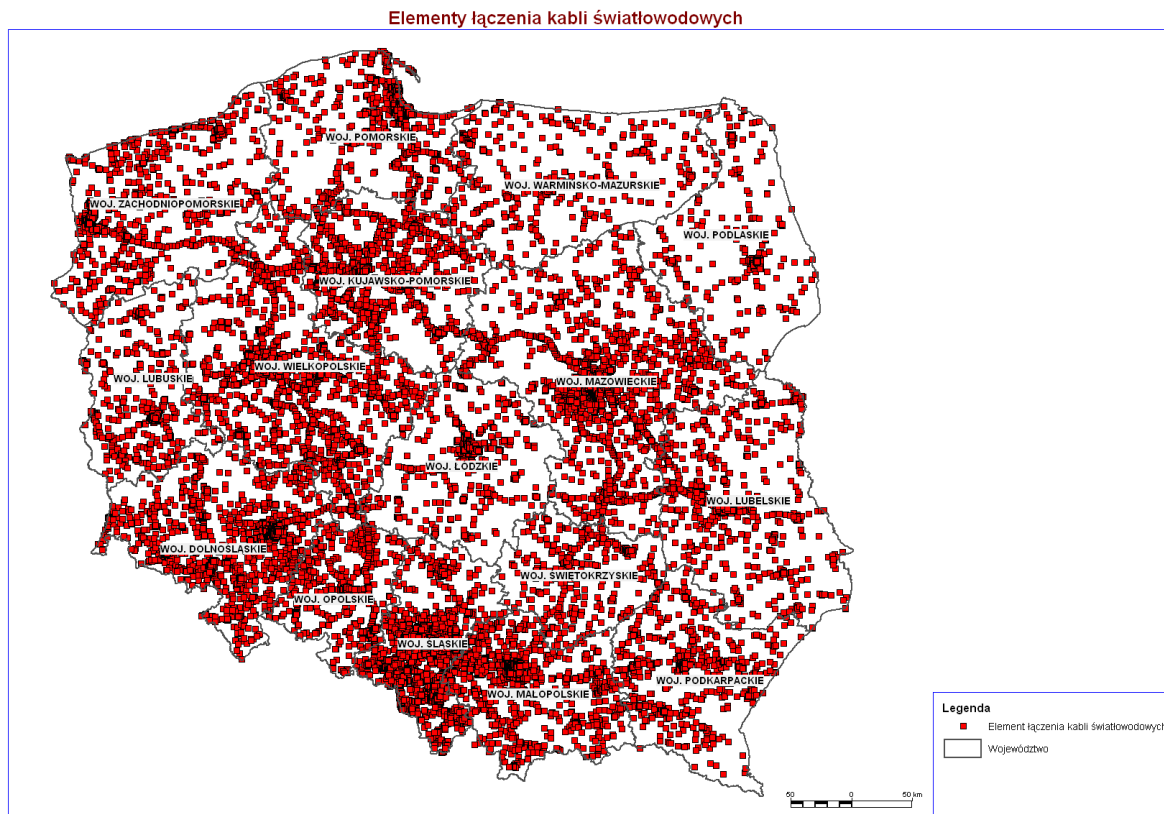 Elementy łączenia kabli światłowodowych
WOJ. POMORSKIE
WOJ. WARMINSKO-MAZURSKIE
WOJ. ZACHODNIOPOMORSKIE
WOJ. PODLASKIE
WOJ. KUJAWSKO-POMORSKIE
WOJ. WIELKOPOLSKIE
WOJ. LUBUSKIE
WOJ. MAZOWIECKIE
WOJ. LODZKIE
WOJ. LUBELSKIE
WOJ. DOLNOSLASKIE
WOJ. SWIETOKRZYSKIE
WOJ. OPOLSKIE
WOJ. SLASKIE
WOJ. PODKARPACKIE
WOJ. MALOPOLSKIE
Legenda
Element łączenia kabli światłowodowych
Województwo
50 0 50 km